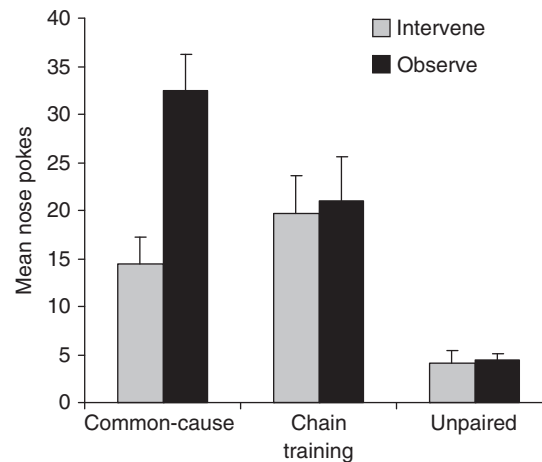 Intervene
Observe
Mean nose pokes
40
35
30
25
20
15
10
5
0
Common-cause
Chain
training
Unpaired